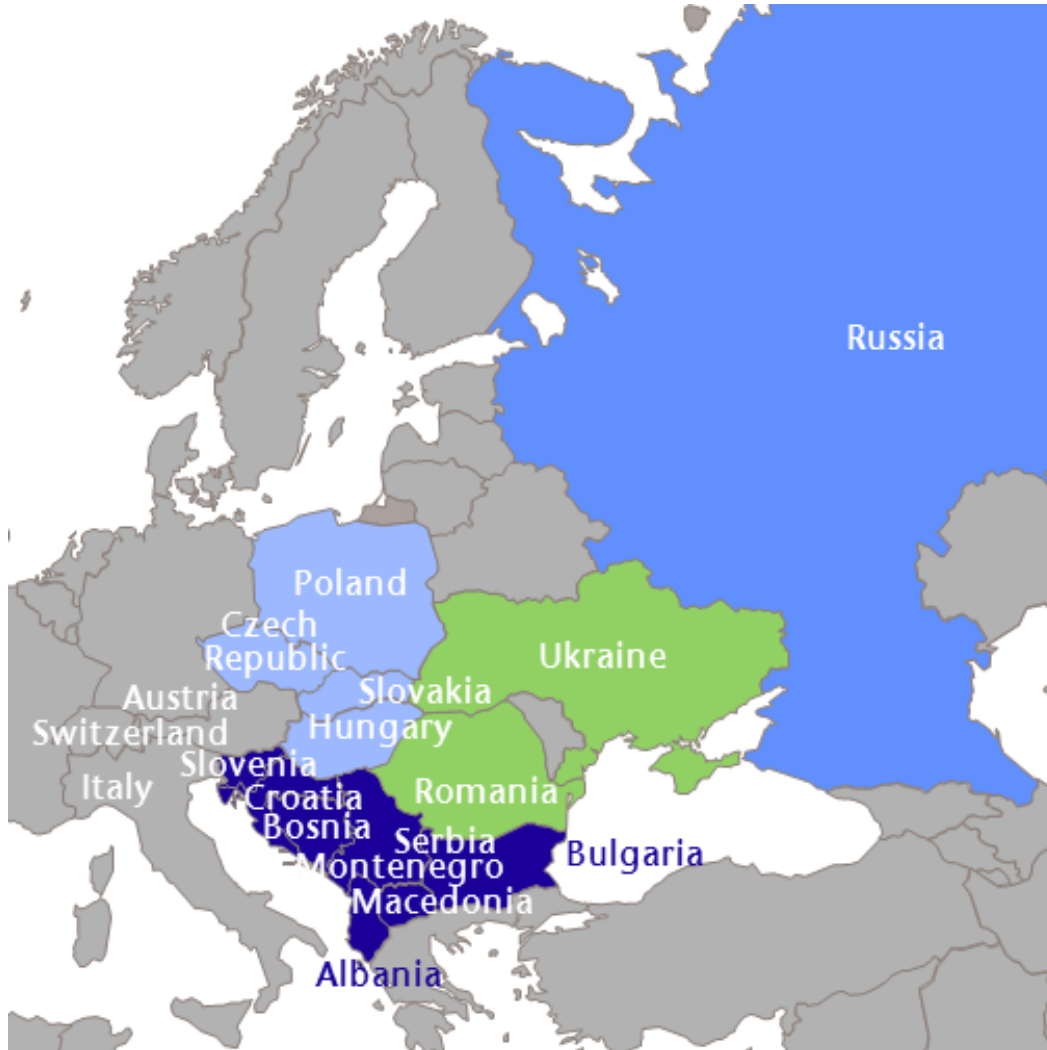 Russia
Poland
Czech
Republic
Ukraine
Slovakia
Austria
Hungary
Switzerland
Slovenia
Italy
Romania
Croatia
Bosnia
Serbia
Bulgaria
Montenegro
Macedonia
Albania